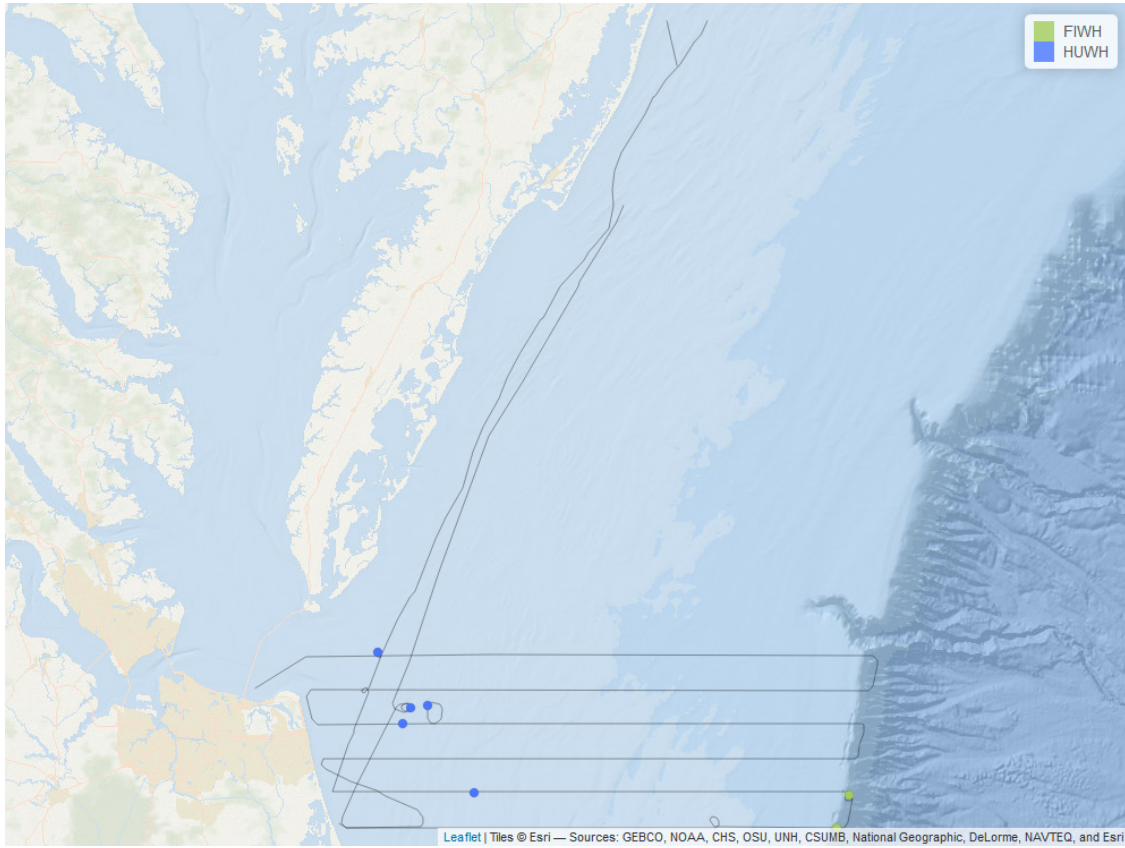 FIWH
HUWH
Leaflet | Tiles © Esri — Sources: GEBCO, NOAA, CHS, OSU, UNH, CSUMB, National Geographic, DeLorme, NAVTEQ, and Esri